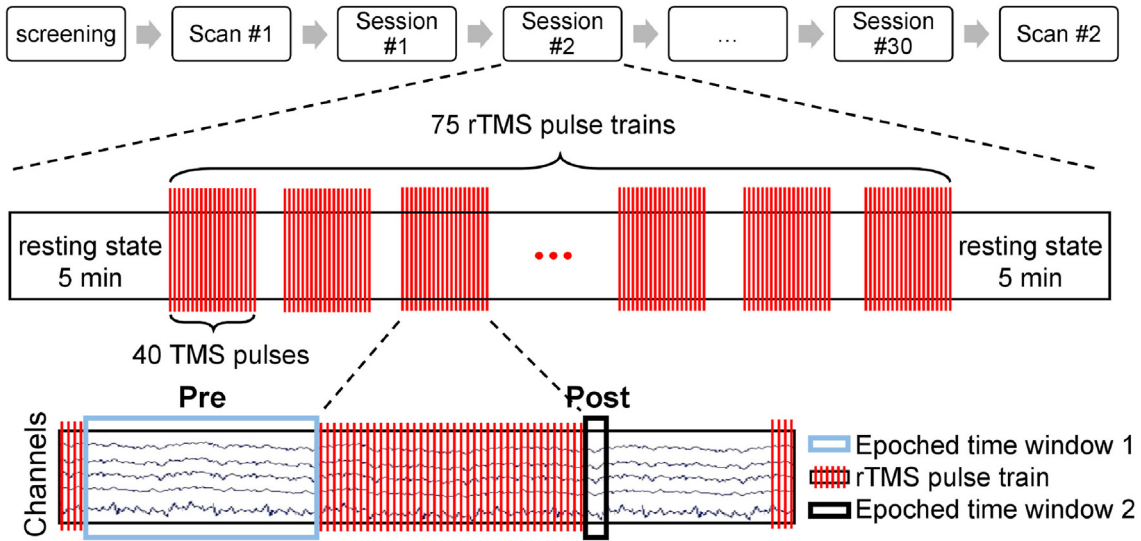 screening
Scan #1
Session
#1
Session
#2
...
Session
#30
Scan #2
75 rTMS pulse trains
resting state
5 min
resting state
5 min
40 TMS pulses
Pre
Post
Channels
Epoched time window 1
rTMS pulse train
Epoched time window 2